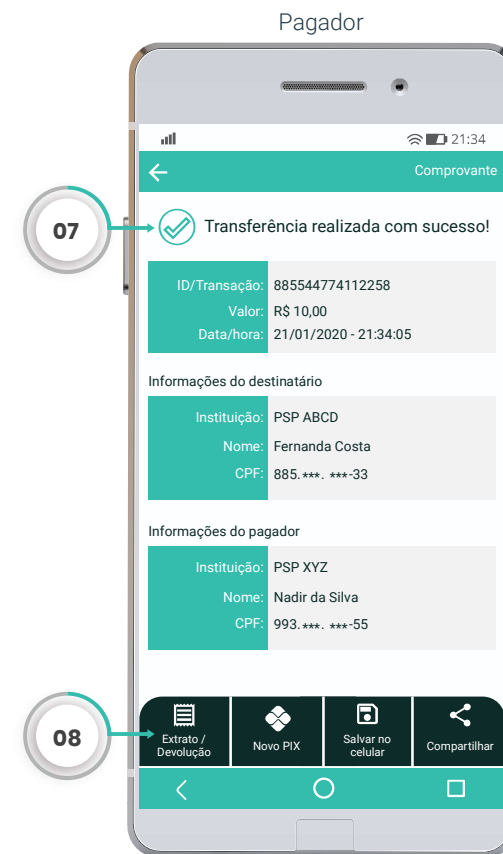 Pagador
21:34
Comprovante
07
Transferência realizada com sucesso!
ID/Transação: 885544774112258
Valor: R$ 10,00
Data/hora: 21/01/2020 - 21:34:05
Informações do destinatário
Instituição: PSP ABCD
Nome: Fernanda Costa
CPF: 885.***. ***-33
Informações do pagador
Instituição: PSP XYZ
Nome: Nadir da Silva
CPF: 993.***. ***-55
08
Extrato /
Devolução
Novo PIX
Salvar no
celular
Compartilhar